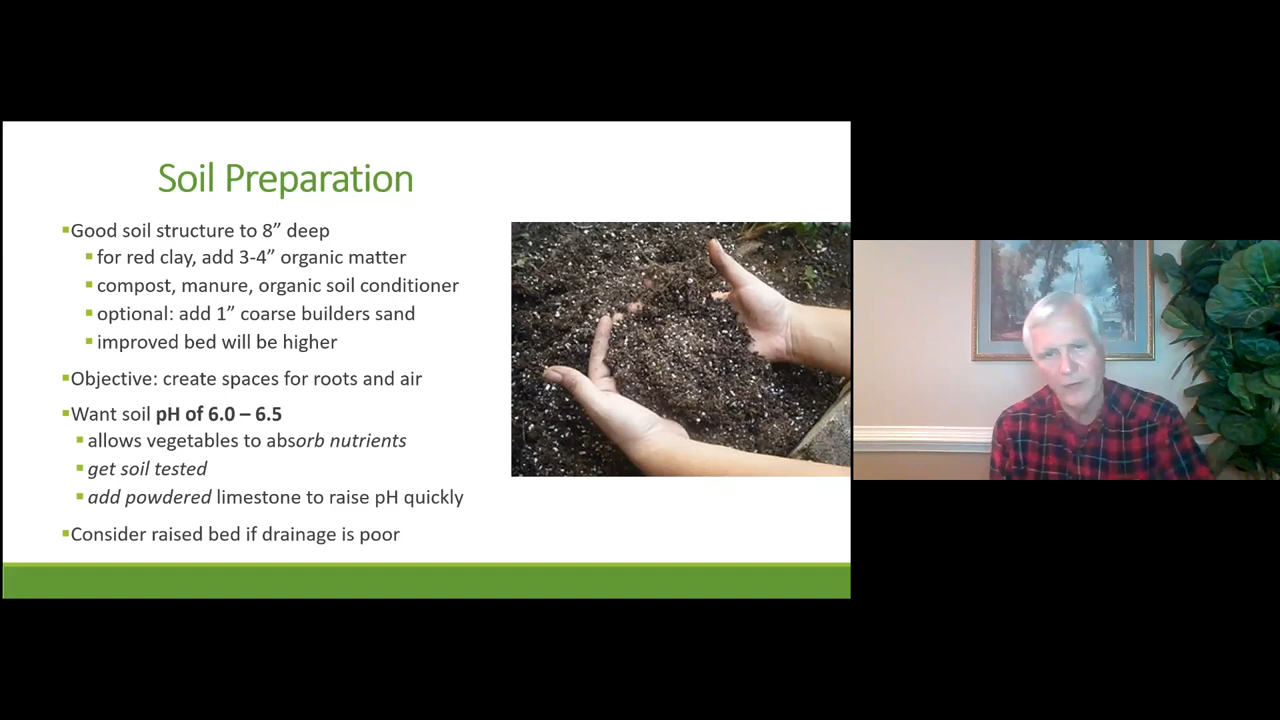 Soil Preparation
Good soil structure to 8” deep
for red clay, add 3-4” organic matter
compost, manure, organic soil conditioner
optional: add 1” coarse builders sand
improved bed will be higher
Objective: create spaces for roots and air
Want soil pH of 6.0 – 6.5
allows vegetables to absorb nutrients
get soil tested
add powdered limestone to raise pH quickly
Consider raised bed if drainage is poor